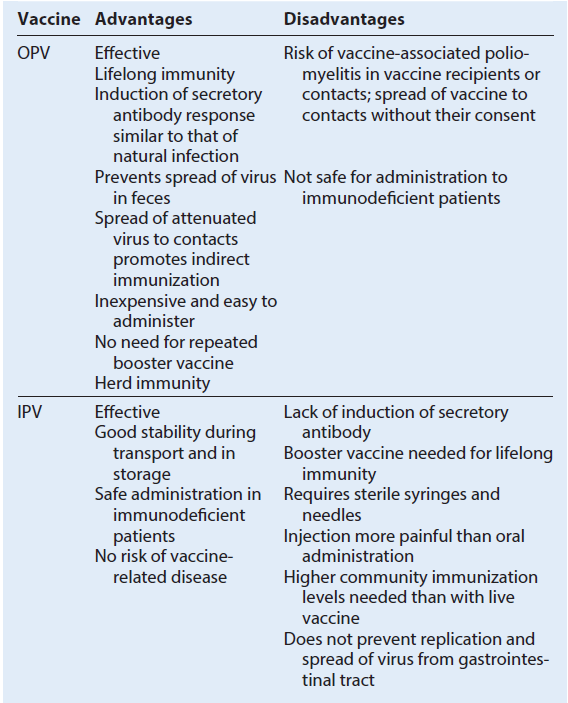 Vaccine Advantages Disadvantages
OPV Effective Risk of vaccine-associated polio-
Lifelong immunity myelitis in vaccine recipients or
Induction of secretory contacts; spread of vaccine to
antibody response contacts without their consent
similar to that of
natural infection
Prevents spread of virus Not safe for administration to
in feces immunodeficient patients
Spread of attenuated
virus to contacts
promotes indirect
immunization
Inexpensive and easy to
administer
No need for repeated
booster vaccine
Herd immunity
IPV Effective Lack of induction of secretory
Good stability during antibody
transport and in Booster vaccine needed for lifelong
storage immunity
Safe administration in Requires sterile syringes and
immunodeficient needles
patients Injection more painful than oral
No risk of vaccine- administration
related disease Higher community immunization
levels needed than with live
vaccine
Does not prevent replication and
spread of virus from gastrointes-
tinal tract